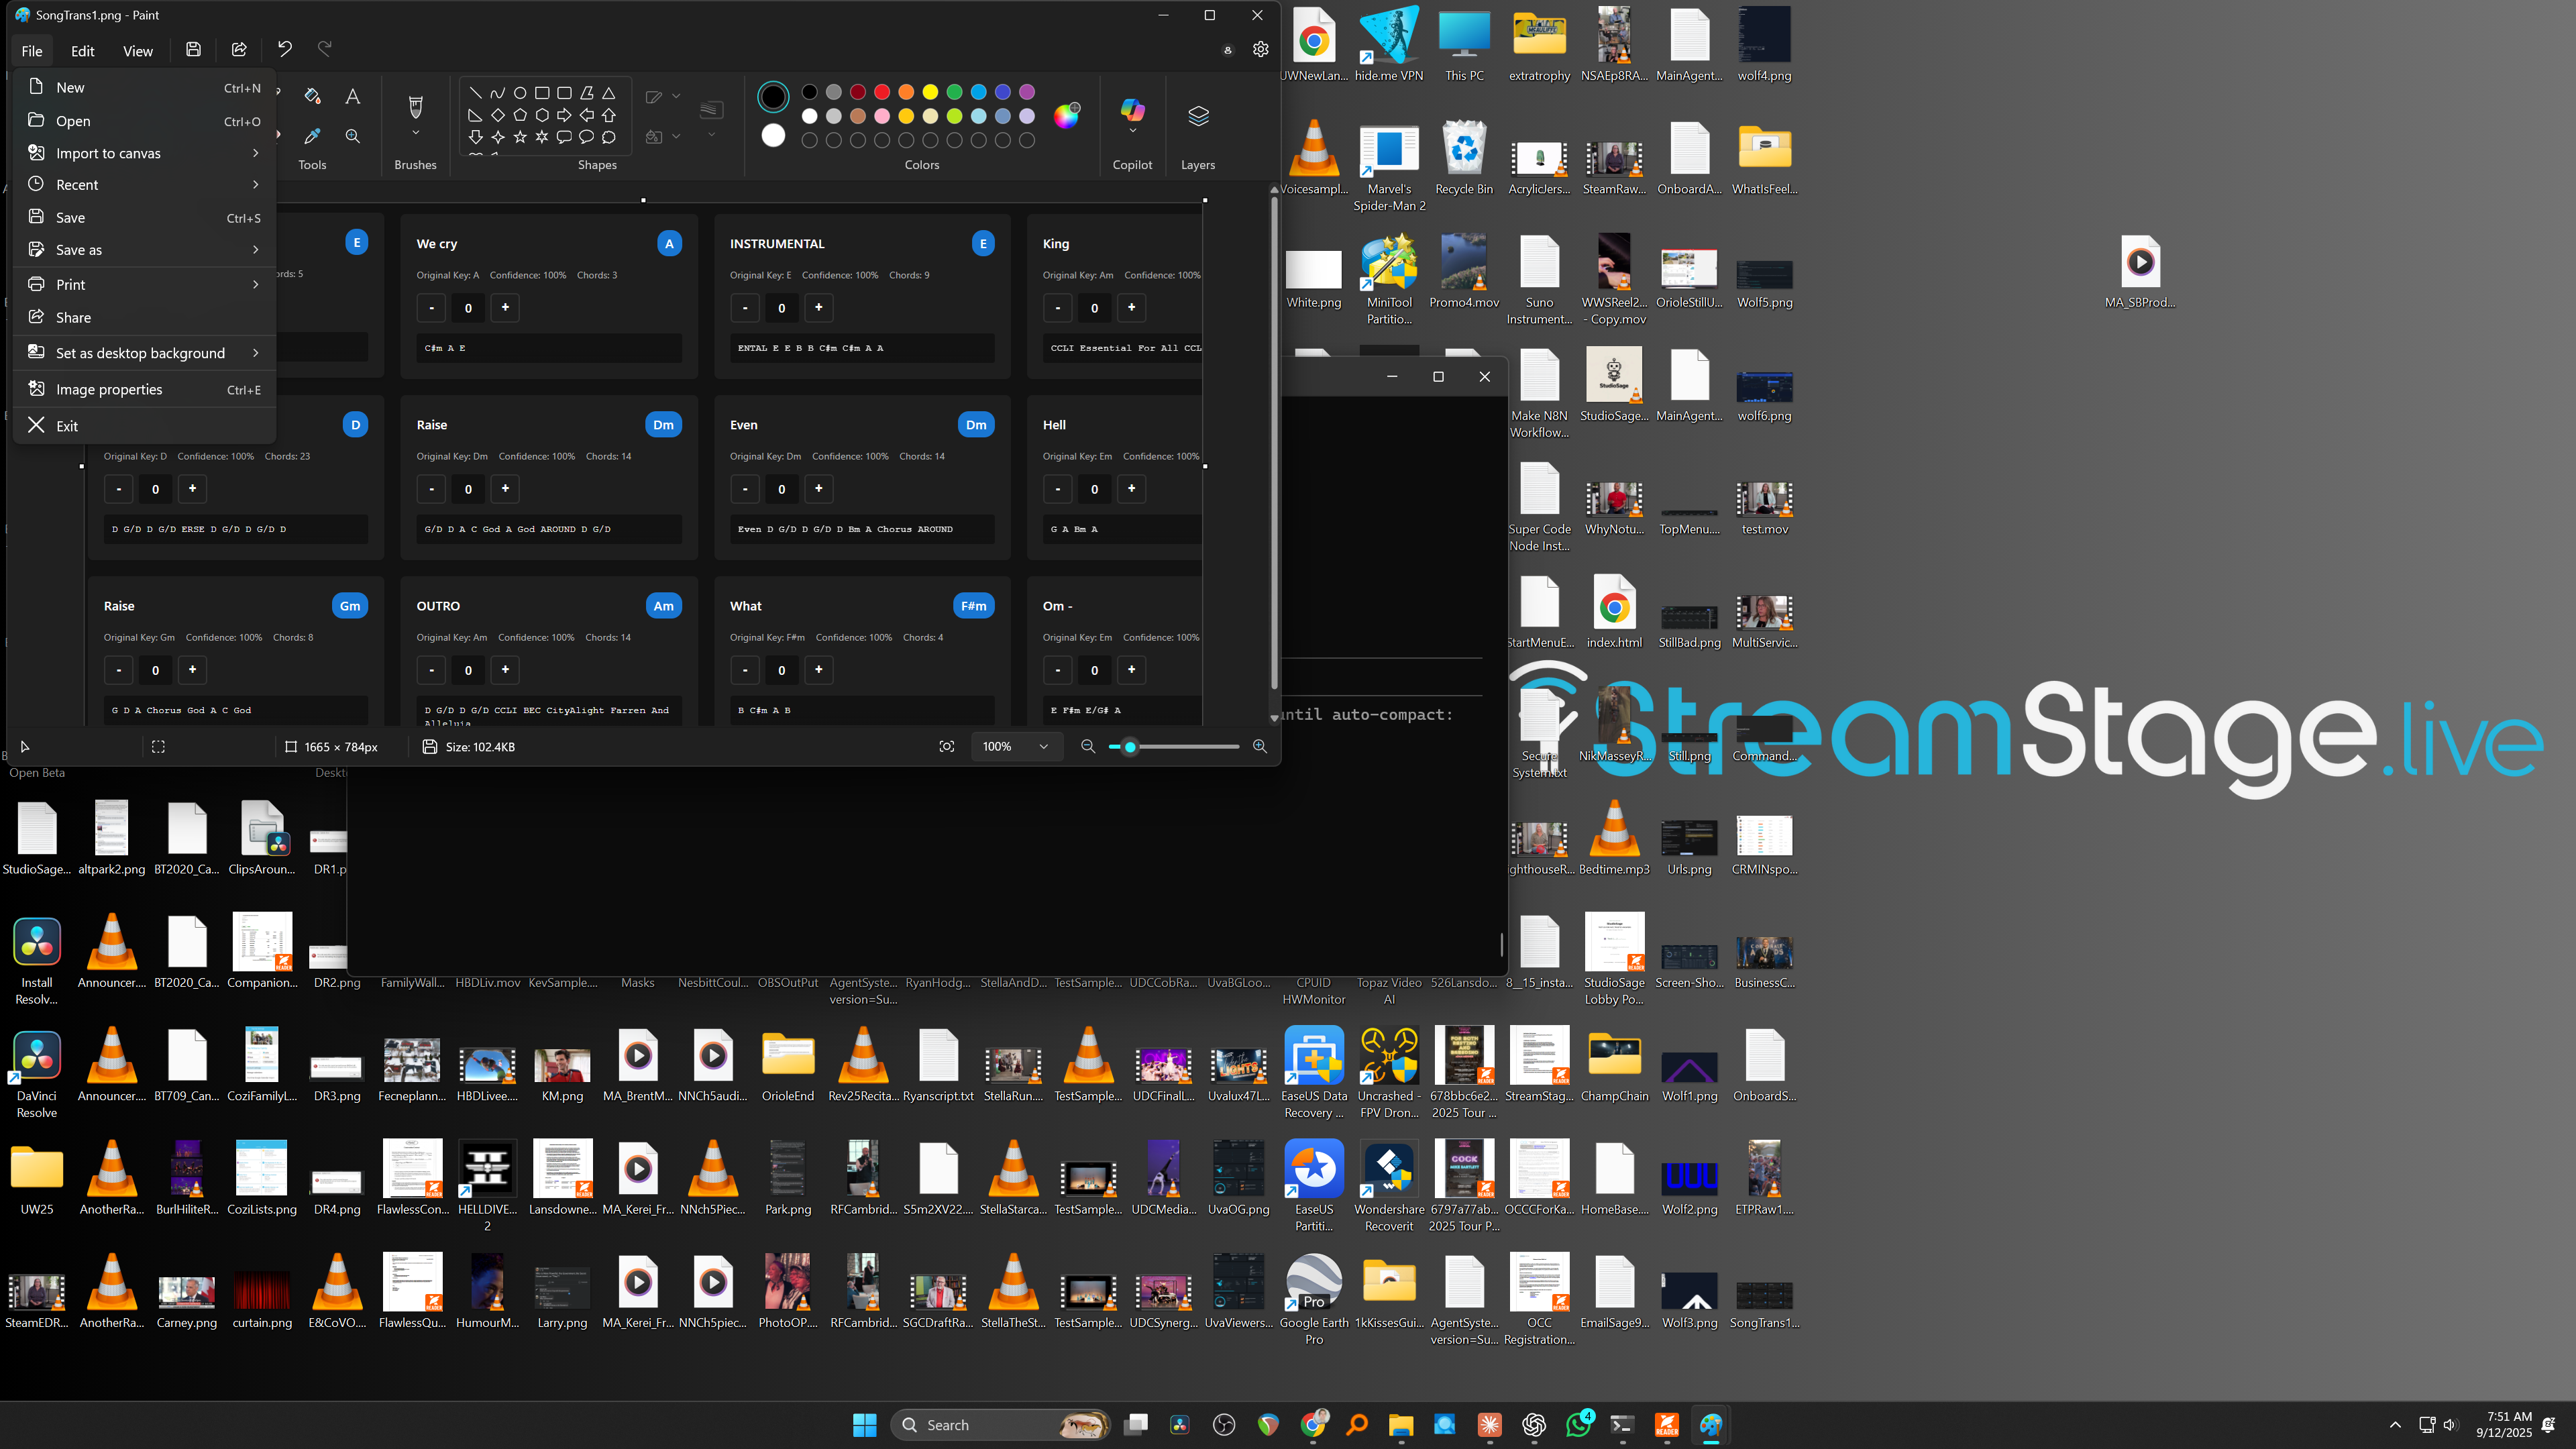 SongTrans1.png - Paint
File
Edit
View
New Ctrl+N
Open Ctrl+O
Import to canvas
Recent
Save Ctrl+S
Save as
Print
Share
Set as desktop background
Image properties Ctrl+E
Exit
Tools
Brushes
Shapes
Colors
Copilot
Layers
E
ords: 5
We cry A
Original Key: A Confidence: 100% Chords: 3
- 0 +
C#m A E
INSTRUMENTAL E
Original Key: E Confidence: 100% Chords: 9
- 0 +
ENTAL E E B B C#m C#m A A
King
Original Key: Am Confidence: 100%
- 0 +
CCLI Essential For All CCL
D
Original Key: D Confidence: 100% Chords: 23
- 0 +
D G/D D G/D ERSE D G/D D G/D D
Raise Dm
Original Key: Dm Confidence: 100% Chords: 14
- 0 +
G/D D A C God A God AROUND D G/D
Even Dm
Original Key: Dm Confidence: 100% Chords: 14
- 0 +
Even D G/D D G/D D Bm A Chorus AROUND
Hell
Original Key: Em Confidence: 100%
- 0 +
G A Bm A
Raise Gm
Original Key: Gm Confidence: 100% Chords: 8
- 0 +
G D A Chorus God A C God
OUTRO Am
Original Key: Am Confidence: 100% Chords: 14
- 0 +
D G/D D G/D CCLI BEC CityAlight Farren And
Alleluia
What F#m
Original Key: F#m Confidence: 100% Chords: 4
- 0 +
B C#m A B
Om -
Original Key: Em Confidence: 100%
- 0 +
E F#m E/G# A
1665 × 784px
Size: 102.4KB
100%
until auto-compact:
UWNewLan...
hide.me VPN
This PC
extratrophy
NSAEp8RA...
MainAgent...
wolf4.png
Voicesampl...
Marvel's
Spider-Man 2
Recycle Bin
AcrylicJers...
SteamRaw...
OnboardA...
WhatIsFeel...
White.png
MiniTool
Partitio...
Promo4.mov
Suno
Instrument...
WWSReel2...
- Copy.mov
OrioleStillU...
Wolf5.png
MA_SBProd...
Make N8N
Workflow...
StudioSage
StudioSage...
MainAgent...
wolf6.png
Super Code
Node Inst...
WhyNotu...
TopMenu....
test.mov
StartMenuE...
index.html
StillBad.png
MultiServic...
Secure
System.txt
NikMasseyR...
Still.png
Command...
StreamStage.live
Open Beta
Deskt
StudioSage...
altpark2.png
BT2020_Ca...
ClipsAroun...
DR1.p
ighthouseR...
Bedtime.mp3
Urls.png
CRMINspo...
Install
Resolv...
Announcer...
BT2020_Ca...
Companion...
DR2.png
FamilyWall...
HBDLiv.mov
KevSample....
Masks
NesbittCoul...
OBSOutPut
AgentSyste...
version=Su...
RyanHodg...
StellaAndD...
TestSample...
UDCCobRa...
UvaBGLoo...
CPUID
HWMonitor
Topaz Video
AI
526Lansdo...
8__15_insta...
StudioSage
Lobby Po...
Screen-Sho...
BusinessC...
DaVinci
Resolve
Announcer...
BT709_Can...
CoziFamilyL...
DR3.png
Fecneplann...
HBDLivee....
KM.png
MA_BrentM...
NNCh5audi...
OrioleEnd
Rev25Recita...
Ryanscript.txt
StellaRun....
TestSample...
UDCFinalL...
Uvalux47L...
EaseUS Data
Recovery ...
Uncrashed -
FPV Dron...
678bbc6e2...
2025 Tour ...
StreamStag...
ChampChain
Wolf1.png
OnboardS...
UW25
AnotherRa...
BurlHiliteR...
CoziLists.png
DR4.png
FlawlessCon...
HELLDIVE...
2
Lansdowne...
MA_Kerei_Fr...
NNch5Piec...
Park.png
RFCambrid...
S5m2XV22....
StellaStarca...
TestSample...
UDCMedia...
UvaOG.png
EaseUS
Partiti...
Wondershare
Recoverit
6797a77ab...
2025 Tour P...
OCCCForKa...
HomeBase....
Wolf2.png
ETPRaw1....
SteamEDR...
AnotherRa...
Carney.png
curtain.png
E&CoVO....
FlawlessQu...
HumourM...
Larry.png
MA_Kerei_Fr...
NNCh5piec...
PhotoOP....
RFCambrid...
SGCDraftRa...
StellaTheSt...
TestSample...
UDCSynerg...
UvaViewers...
Pro
Google Earth
Pro
1kKissesGui...
AgentSyste...
version=Su...
OCC
Registration...
EmailSage9...
Wolf3.png
SongTrans1...
Search
4
7:51 AM
9/12/2025